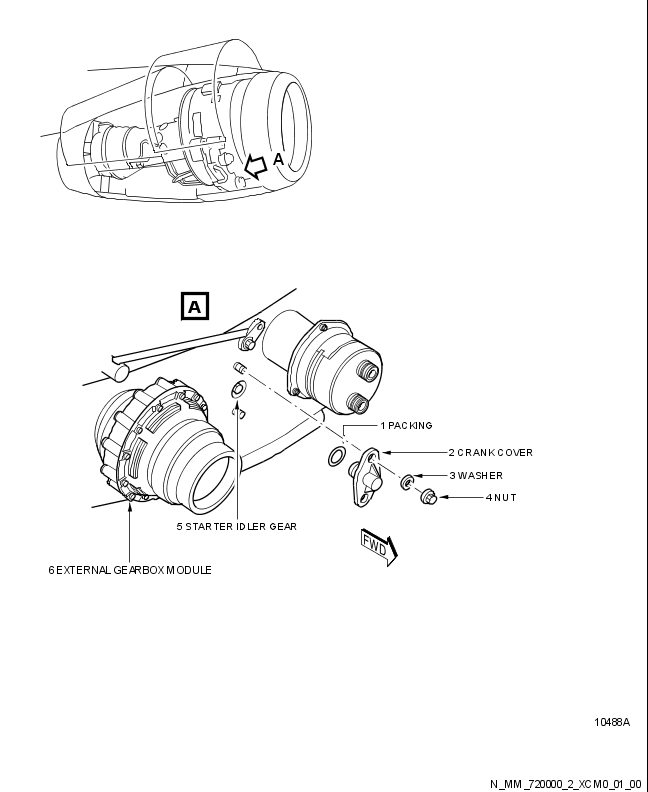 A
A
1 PACKING
2 CRANK COVER
3 WASHER
4 NUT
5 STARTER IDLER GEAR
FWD
6 EXTERNAL GEARBOX MODULE
10488A
N_MM_720000_2_XCM0_01_00